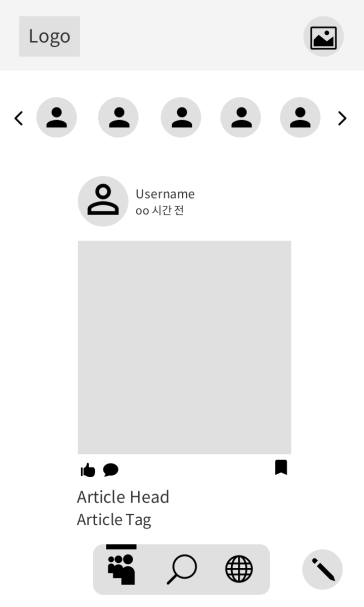 Logo
Username
oo 시간 전
Article Head
Article Tag